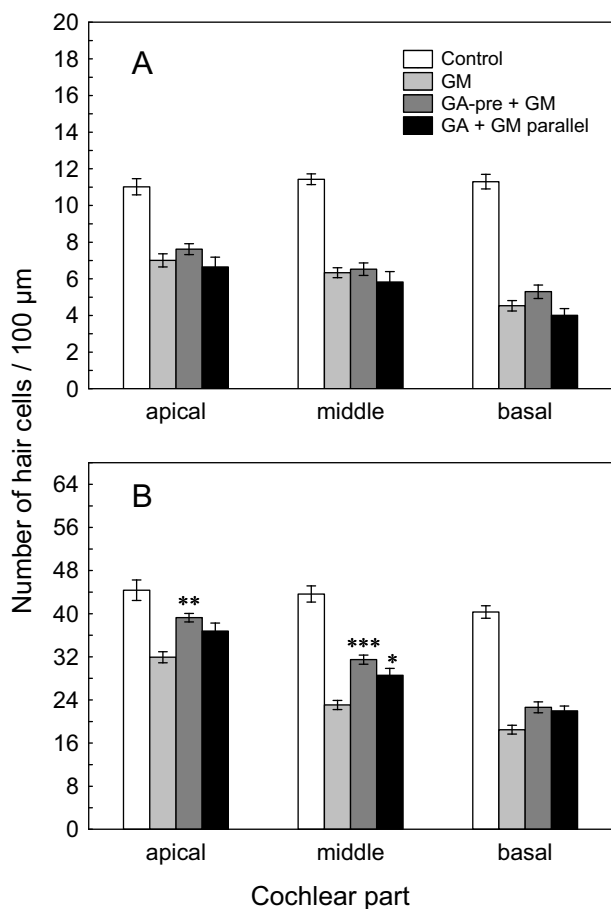 20
18
16
14
12
10
8
6
4
2
0
A
Control
GM
GA-pre + GM
GA + GM parallel
apical middle basal
Number of hair cells / 100 µm
64
56
48
40
32
24
16
8
0
B
**
***
*
apical middle basal
Cochlear part